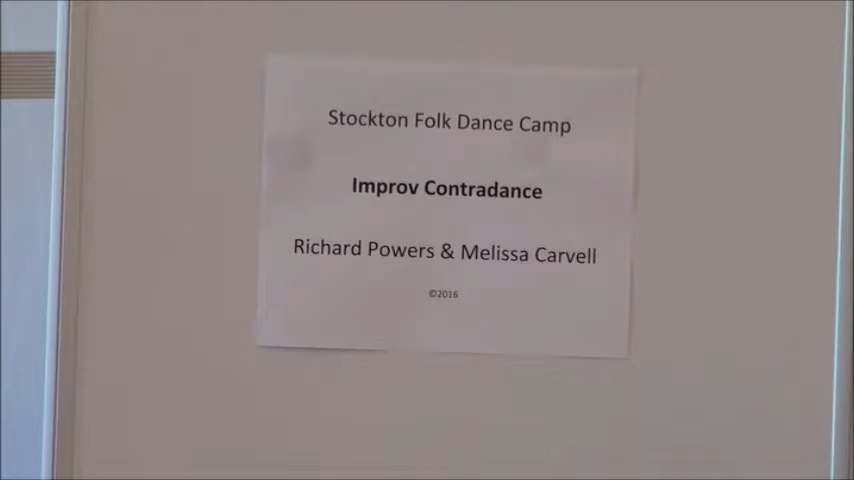 Stockton Folk Dance Camp
Improv Contradance
Richard Powers & Melissa Carvell
©2016